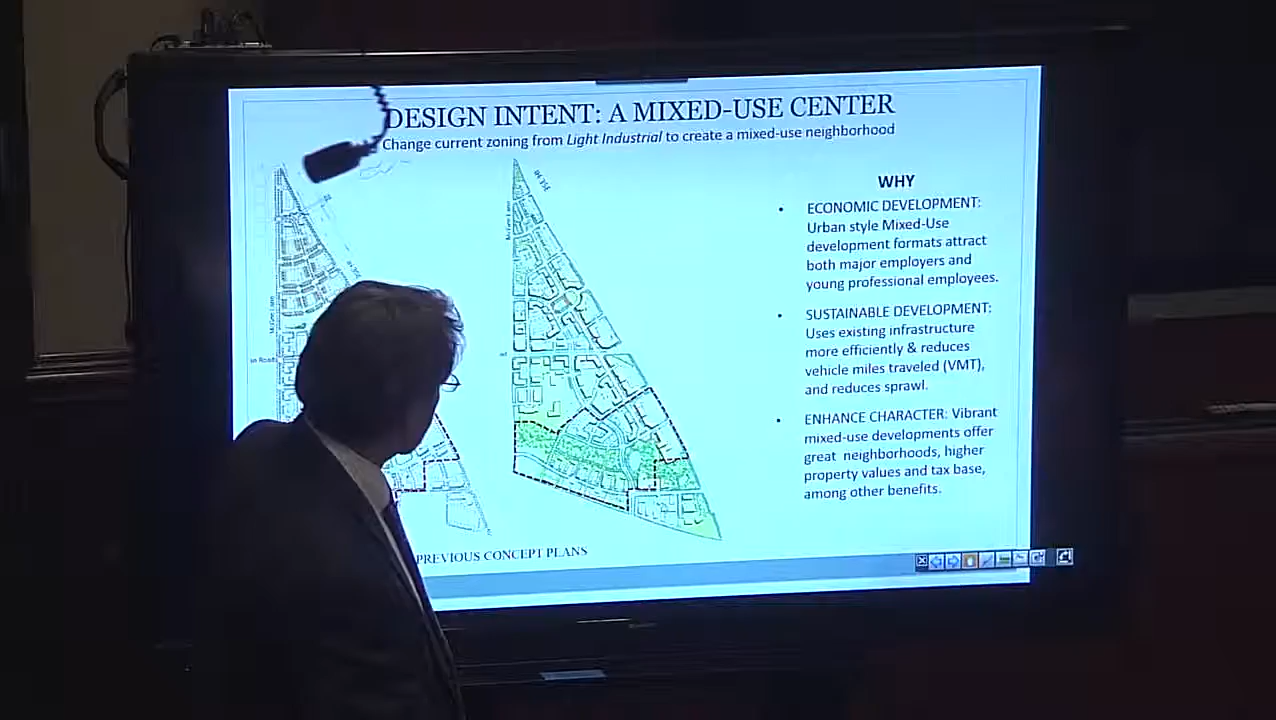 DESIGN INTENT: A MIXED-USE CENTER
Change current zoning from Light Industrial to create a mixed-use neighborhood
WHY
• ECONOMIC DEVELOPMENT:
Urban style Mixed-Use
development formats attract
both major employers and
young professional employees.
• SUSTAINABLE DEVELOPMENT:
Uses existing infrastructure
more efficiently & reduces
vehicle miles traveled (VMT),
and reduces sprawl.
• ENHANCE CHARACTER: Vibrant
mixed-use developments offer
great neighborhoods, higher
property values and tax base,
among other benefits.
PREVIOUS CONCEPT PLANS